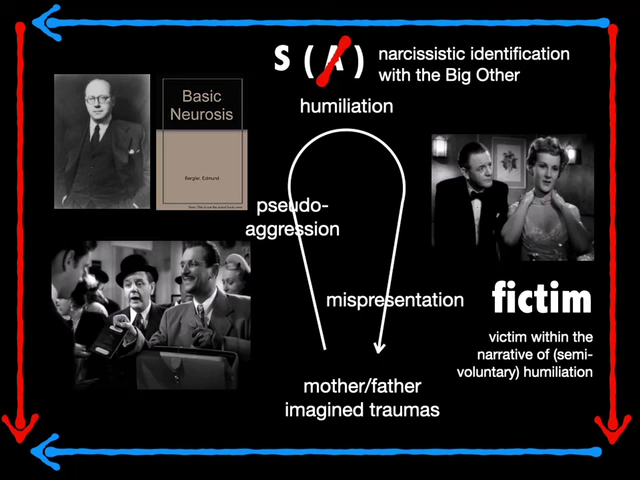 S (A)
narcissistic identification
with the Big Other
humiliation
Basic
Neurosis
Bergler, Edmund
pseudo-
aggression
mispresentation
fictim
victim within the
narrative of (semi-
voluntary) humiliation
mother/father
imagined traumas